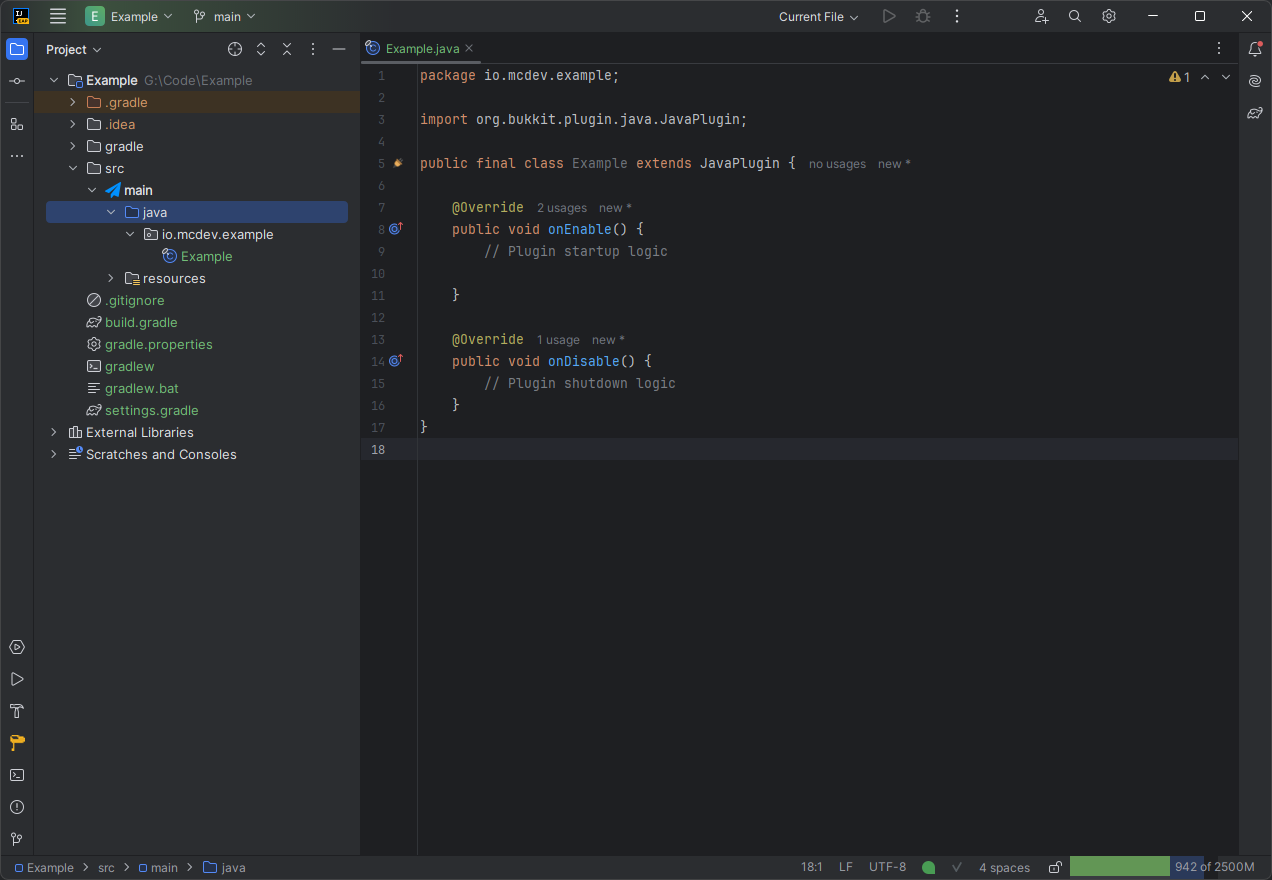 E Example main Current File
Project
Example G:\Code\Example
.gradle
.idea
gradle
src
main
java
io.mcdev.example
Example
resources
.gitignore
build.gradle
gradle.properties
gradlew
gradlew.bat
settings.gradle
External Libraries
Scratches and Consoles
Example.java
1 package io.mcdev.example;
2
3 import org.bukkit.plugin.java.JavaPlugin;
4
5 public final class Example extends JavaPlugin { no usages new *
6
7 @Override 2 usages new *
8 public void onEnable() {
9 // Plugin startup logic
10
11 }
12
13 @Override 1 usage new *
14 public void onDisable() {
15 // Plugin shutdown logic
16 }
17 }
18
1
Example > src > main > java 18:1 LF UTF-8 4 spaces 942 of 2500M